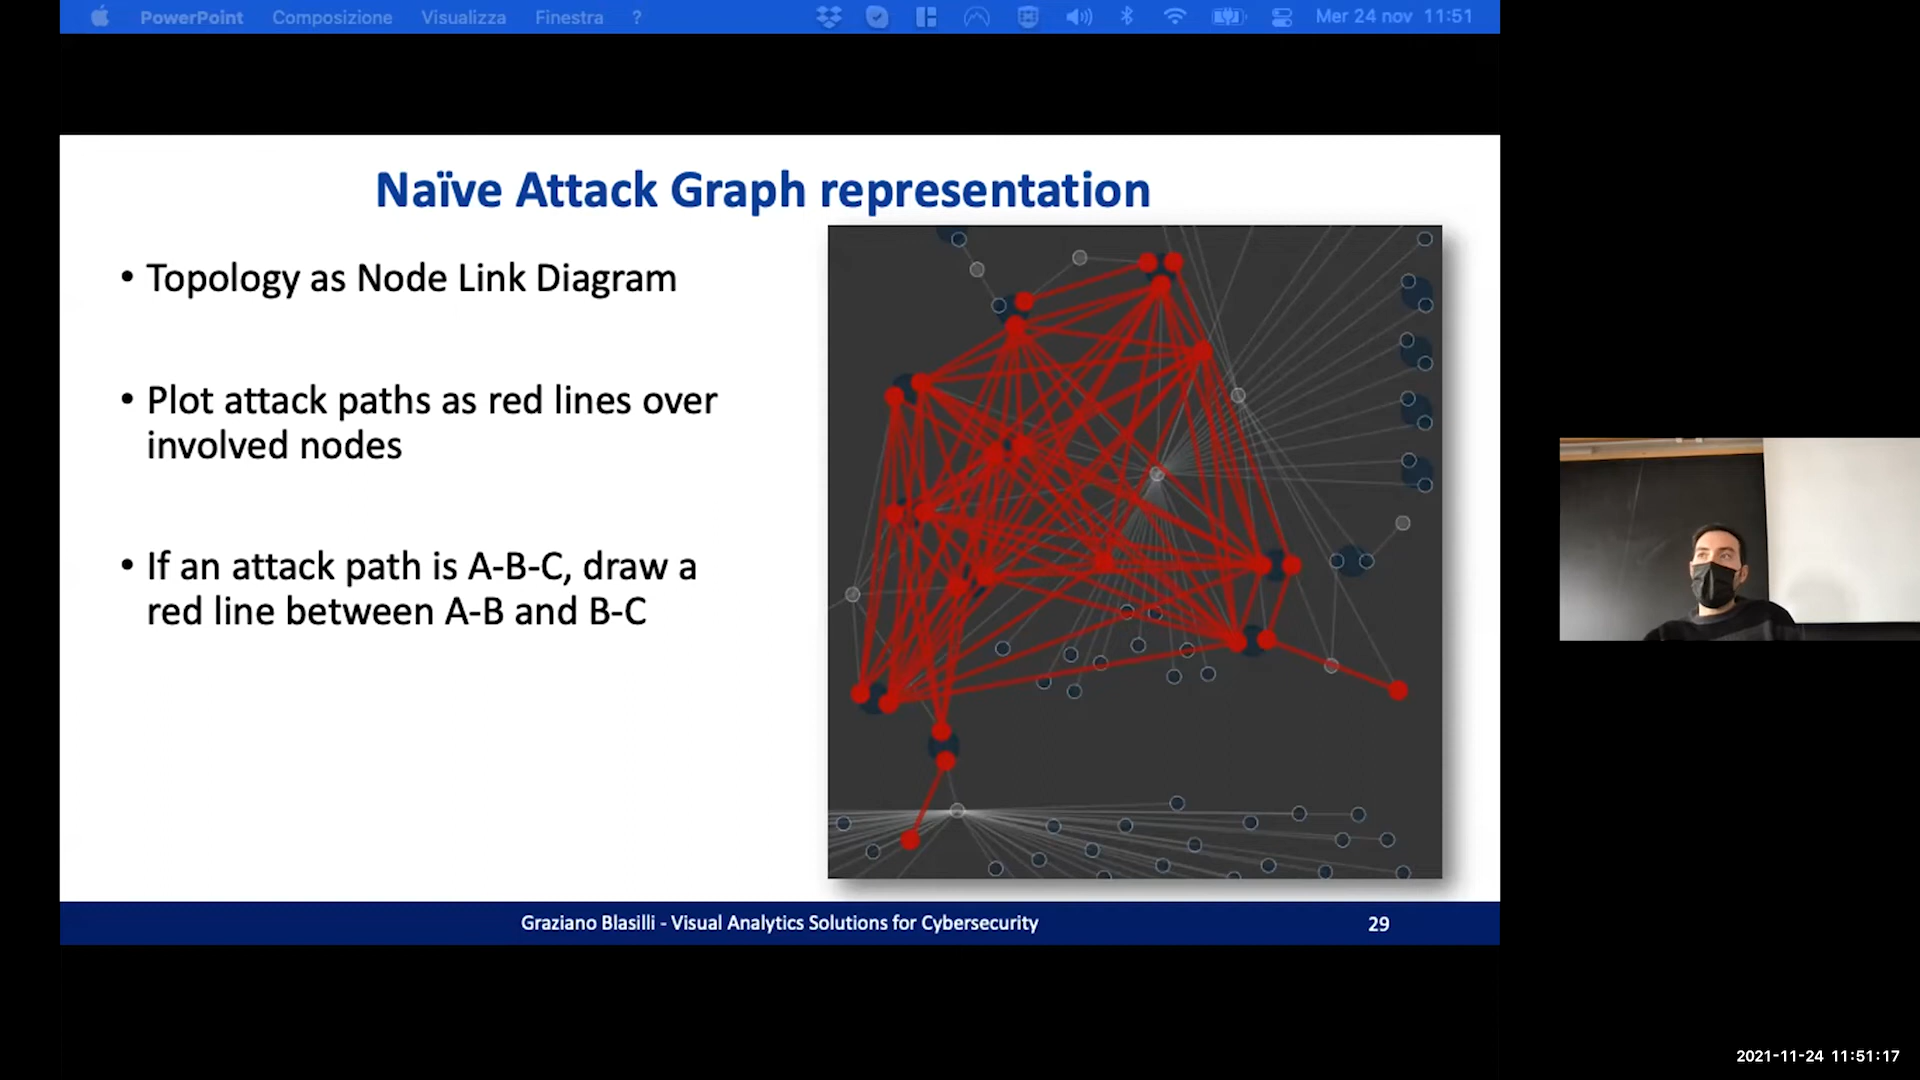 PowerPoint Composizione Visualizza Finestra ? Mer 24 nov 11:51
Naïve Attack Graph representation
• Topology as Node Link Diagram
• Plot attack paths as red lines over
involved nodes
• If an attack path is A-B-C, draw a
red line between A-B and B-C
Graziano Blasilli - Visual Analytics Solutions for Cybersecurity 29
2021-11-24 11:51:17